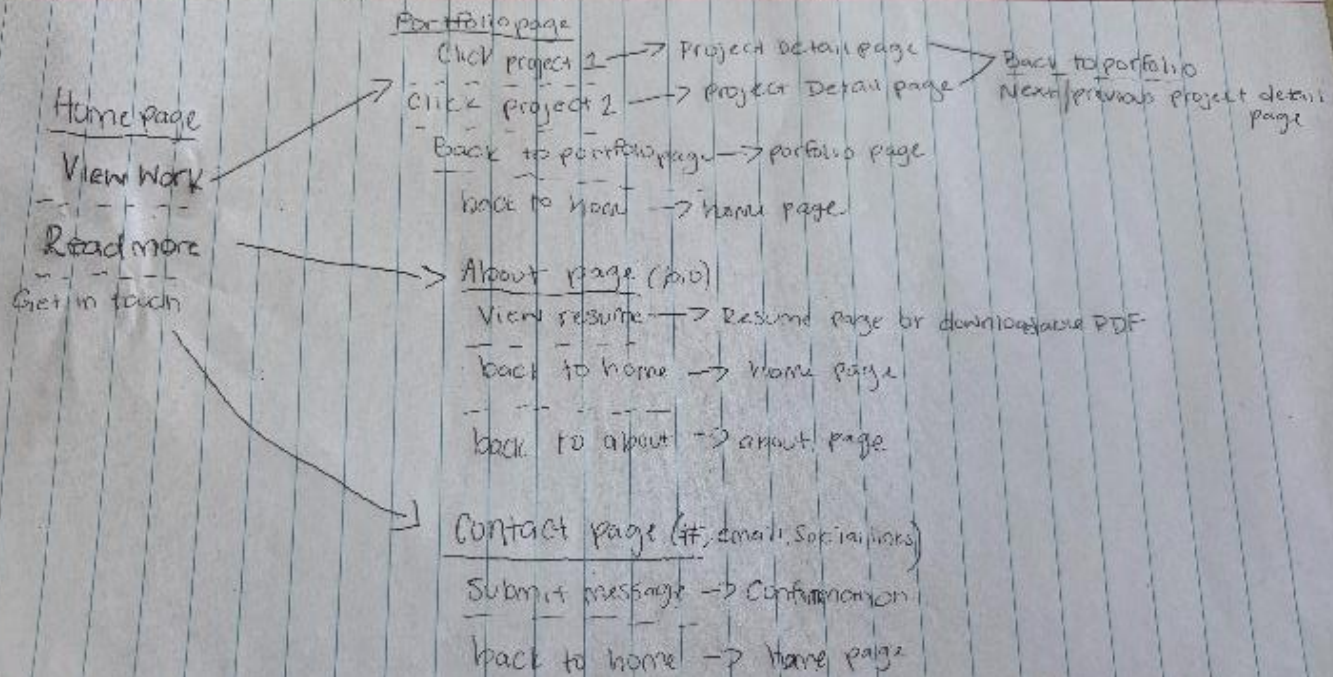 Home page
View Work
Read more
Get in touch
Portfolio page
Click project 1 → Project Detail page
Click project 2 → project Detail page
Back to porfolio
Next/previous project detail
page
Back to portfolio page → porfolio page
back to hom → home page
About page (bio)
View resume → Resume page or downloadable PDF
back to home → Home page
back to about → about page
Contact page (#, email, Social links)
Submit message → Confirmation
back to home → Home page